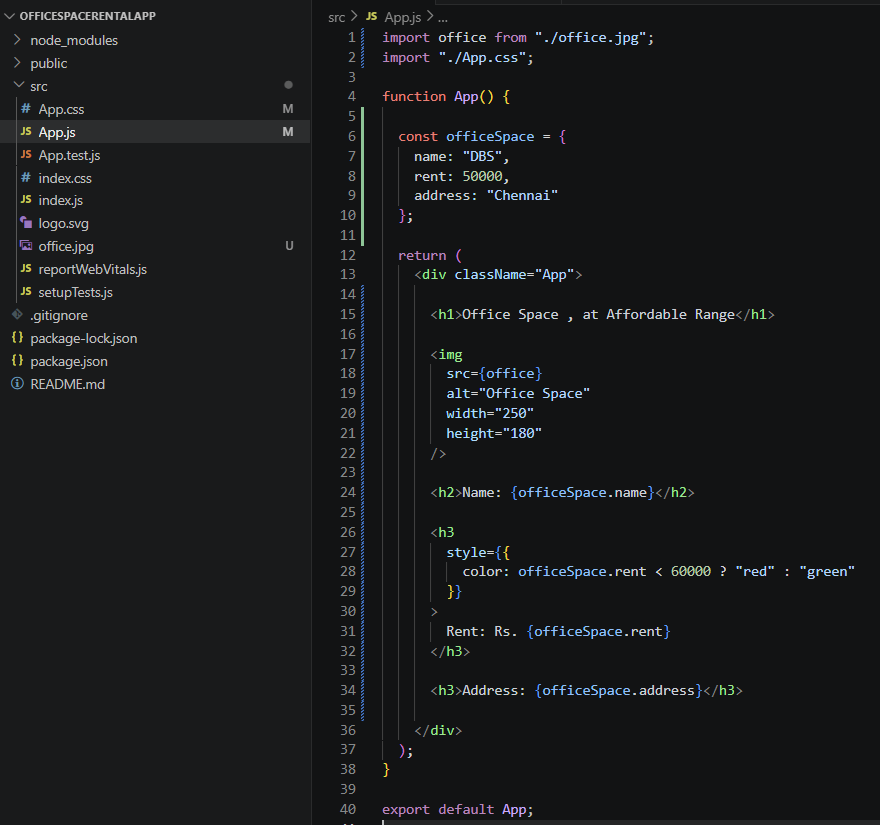 OFFICESPACERENTALAPP
node_modules
public
src
# App.css M
JS App.js M
JS App.test.js
# index.css
JS index.js
logo.svg
office.jpg U
JS reportWebVitals.js
JS setupTests.js
.gitignore
{} package-lock.json
{} package.json
README.md
src > JS App.js > ...
1 import office from "./office.jpg";
2 import "./App.css";
3
4 function App() {
5
6 const officeSpace = {
7 name: "DBS",
8 rent: 50000,
9 address: "Chennai"
10 };
11
12 return (
13 <div className="App">
14
15 <h1>Office Space , at Affordable Range</h1>
16
17 <img
18 src={office}
19 alt="Office Space"
20 width="250"
21 height="180"
22 />
23
24 <h2>Name: {officeSpace.name}</h2>
25
26 <h3
27 style={{
28 color: officeSpace.rent < 60000 ? "red" : "green"
29 }}
30 >
31 Rent: Rs. {officeSpace.rent}
32 </h3>
33
34 <h3>Address: {officeSpace.address}</h3>
35
36 </div>
37 );
38 }
39
40 export default App;